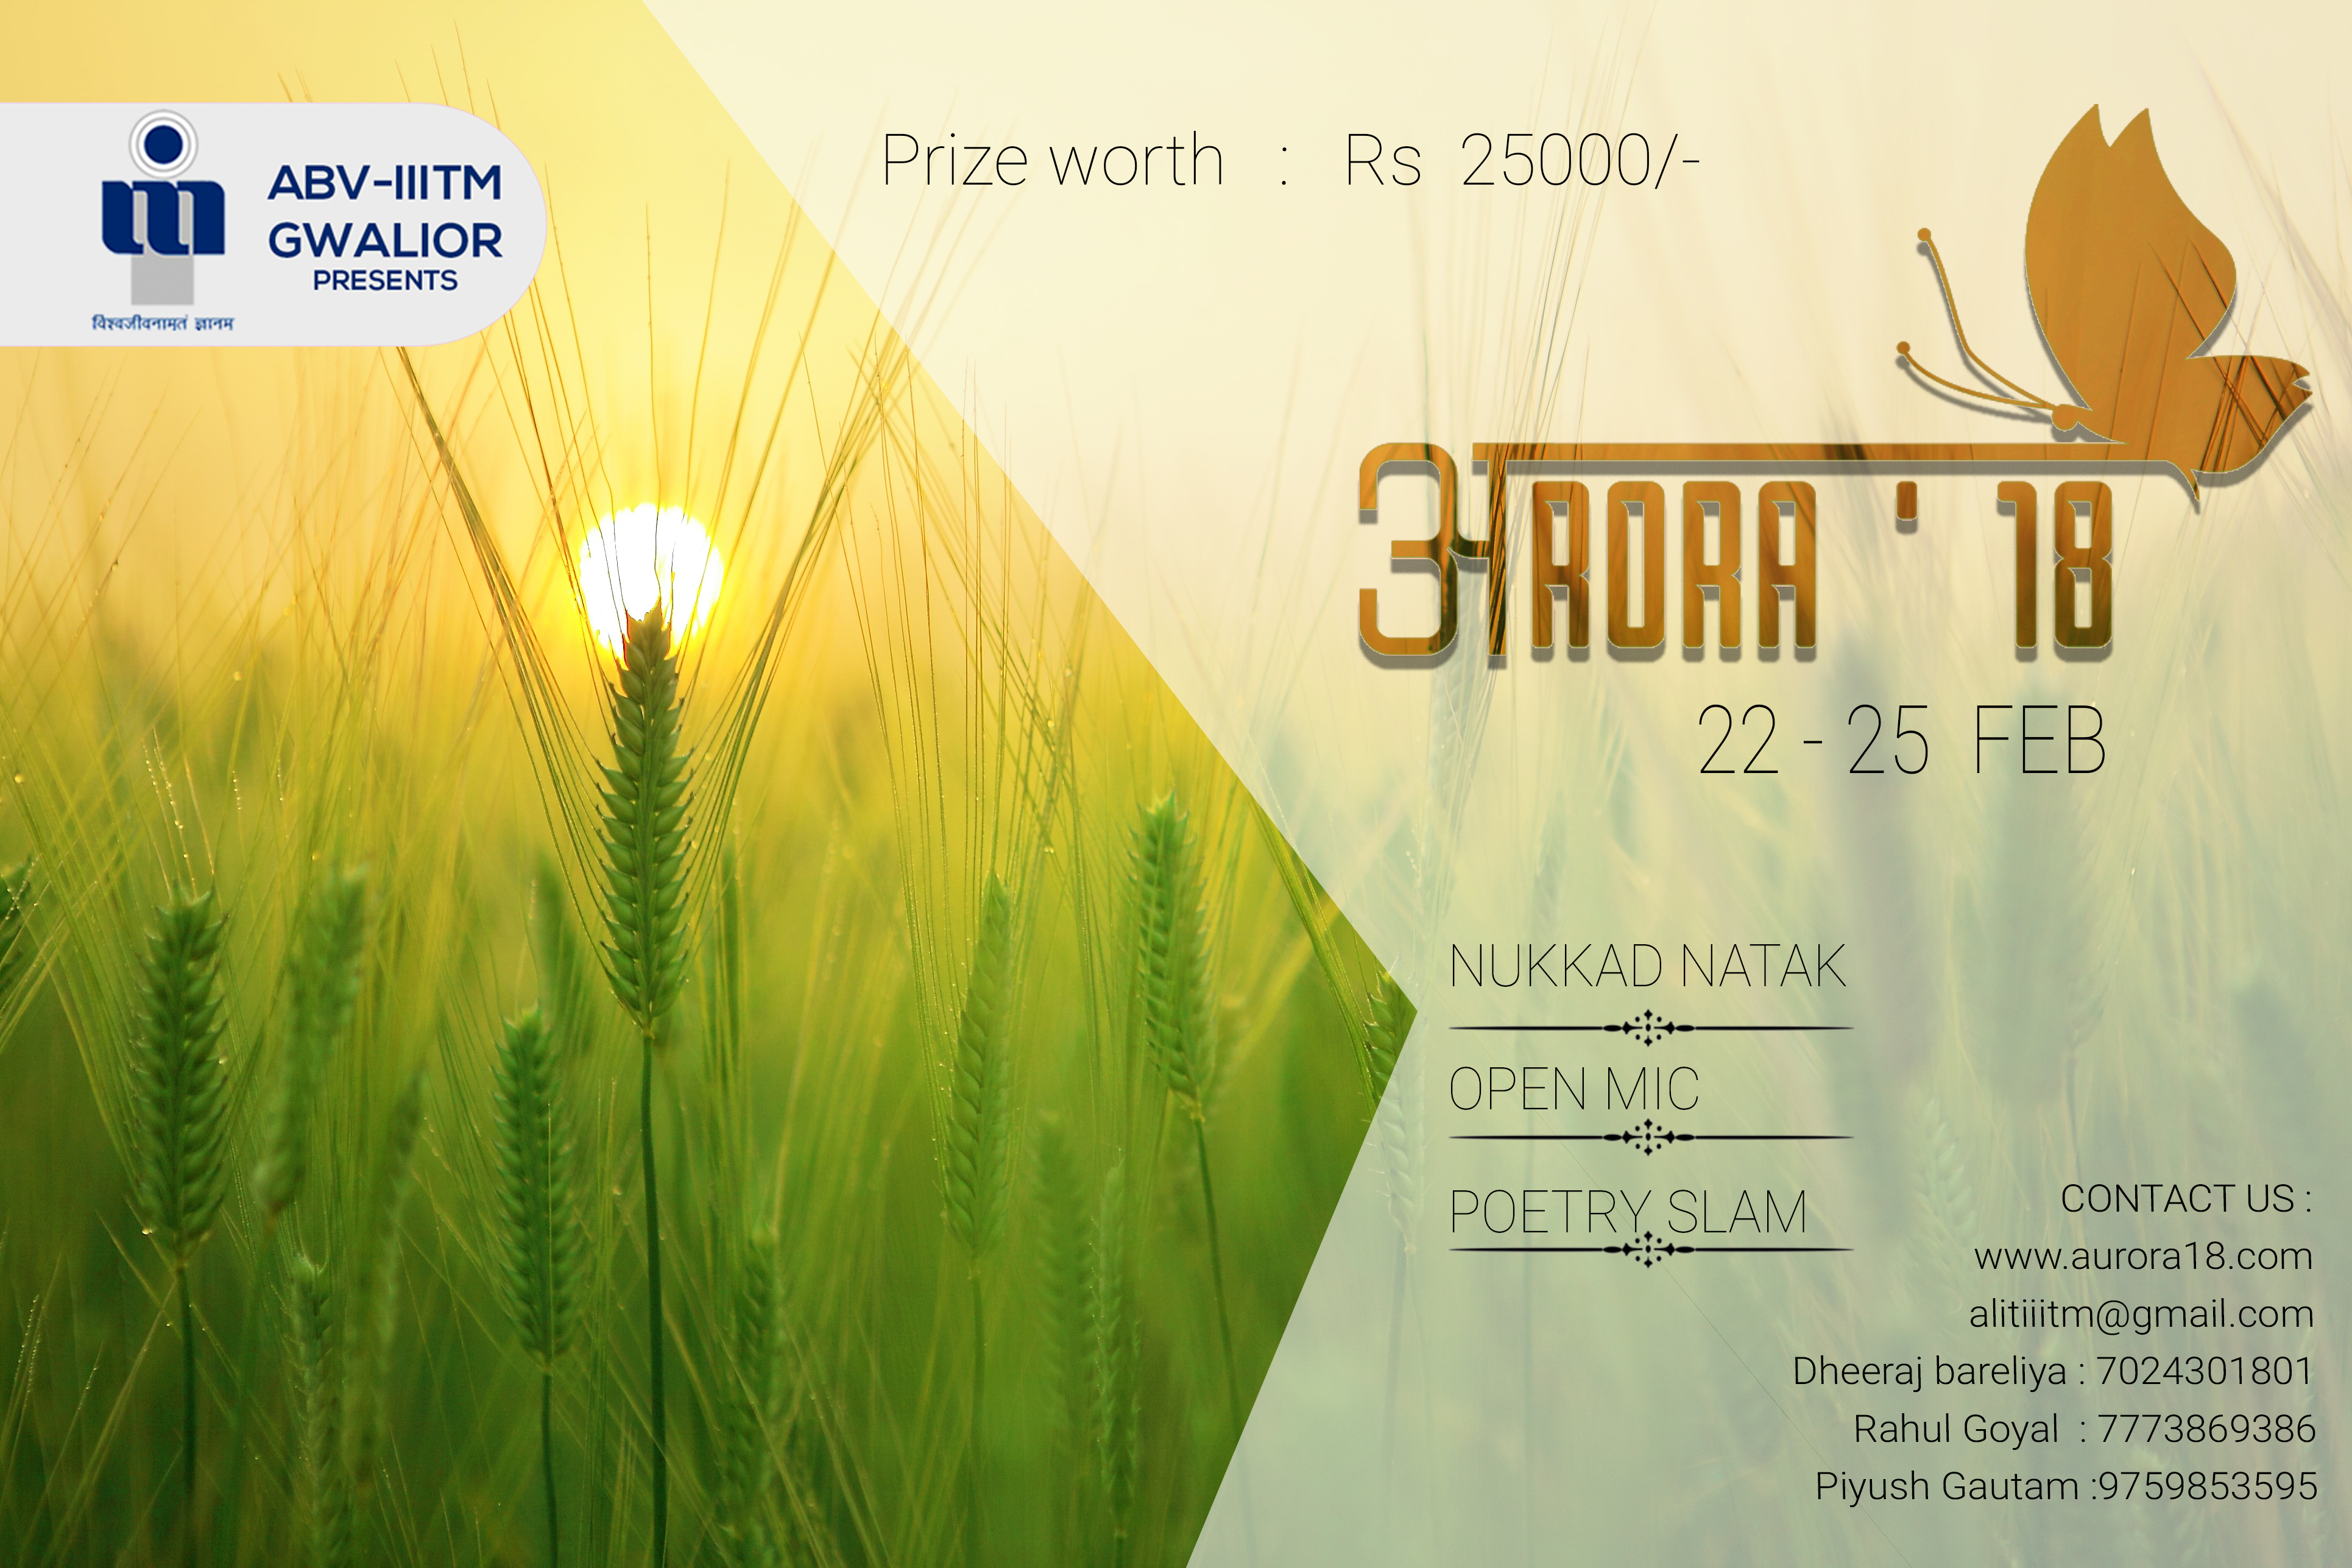 ABV-IIITM
GWALIOR
PRESENTS
विश्वजीवनामृतं ज्ञानम
Prize worth : Rs 25000/-
अRORA ' 18
22 - 25 FEB
NUKKAD NATAK
OPEN MIC
POETRY SLAM
CONTACT US :
www.aurora18.com
alitiiitm@gmail.com
Dheeraj bareliya : 7024301801
Rahul Goyal : 7773869386
Piyush Gautam :9759853595